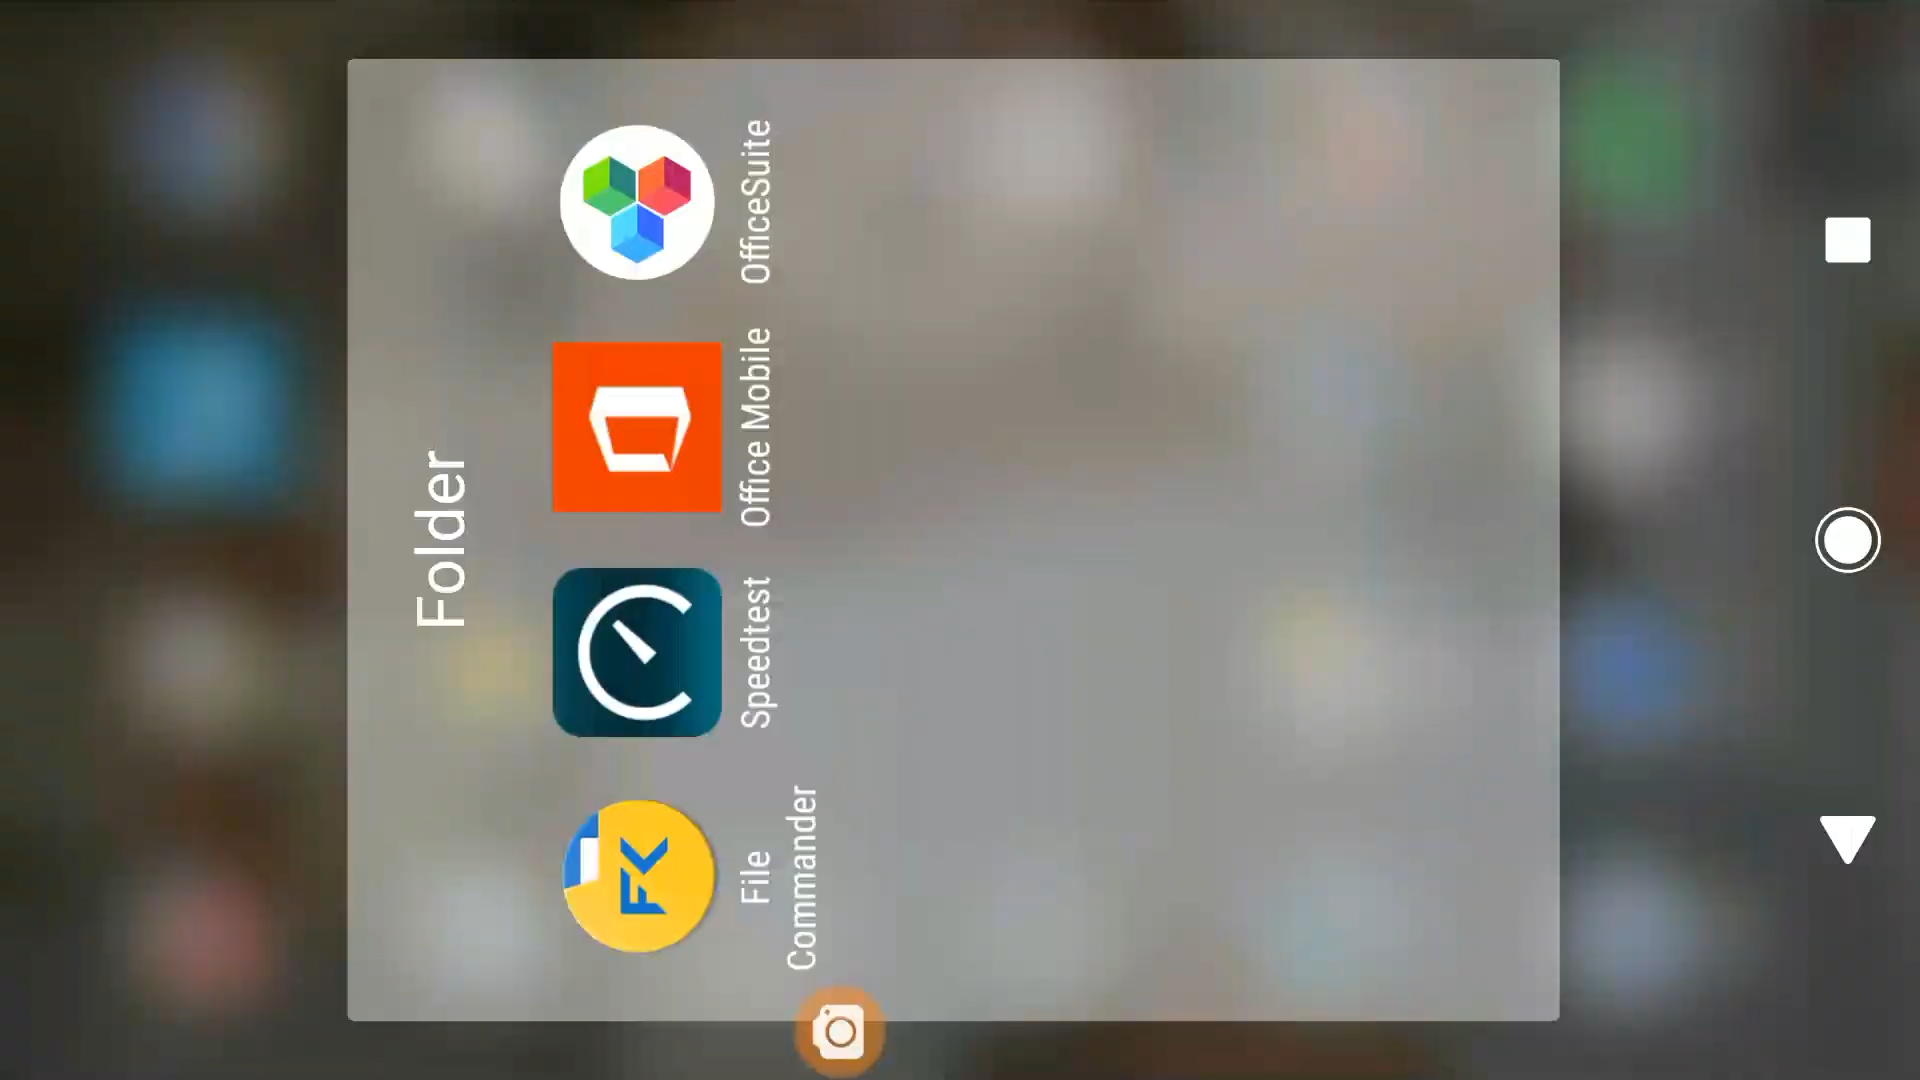 Folder
File
Commander
Speedtest
Office Mobile
OfficeSuite